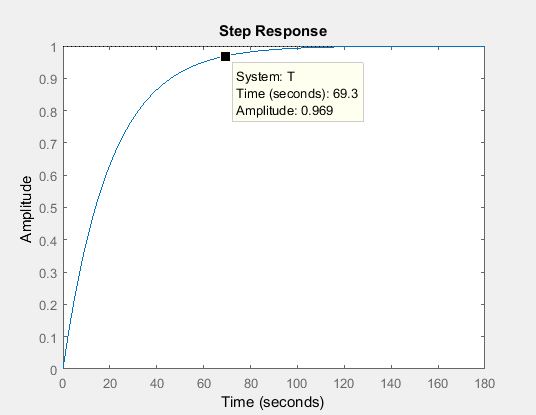 Step Response
System: T
Time (seconds): 69.3
Amplitude: 0.969
Amplitude
1
0.9
0.8
0.7
0.6
0.5
0.4
0.3
0.2
0.1
0
0 20 40 60 80 100 120 140 160 180
Time (seconds)